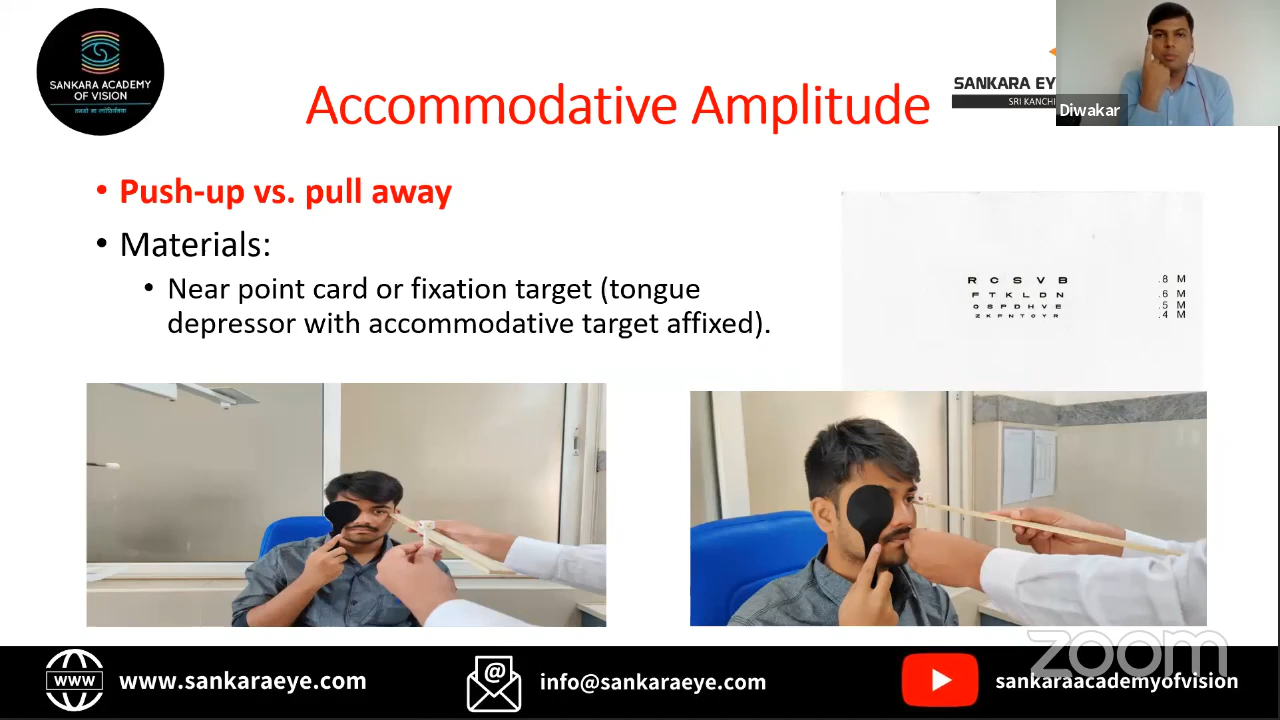 SANKARA ACADEMY
OF VISION
SANKARA EY
SRI KANCH
Diwakar
Accommodative Amplitude
• Push-up vs. pull away
• Materials:
• Near point card or fixation target (tongue
depressor with accommodative target affixed).
R C S V B .8 M
F T K L D N .6 M
O S P D H V E .5 M
Z K F N T O Y R .4 M
zoom
www
www.sankaraeye.com
@
info@sankaraeye.com
sankaraacademyofvision